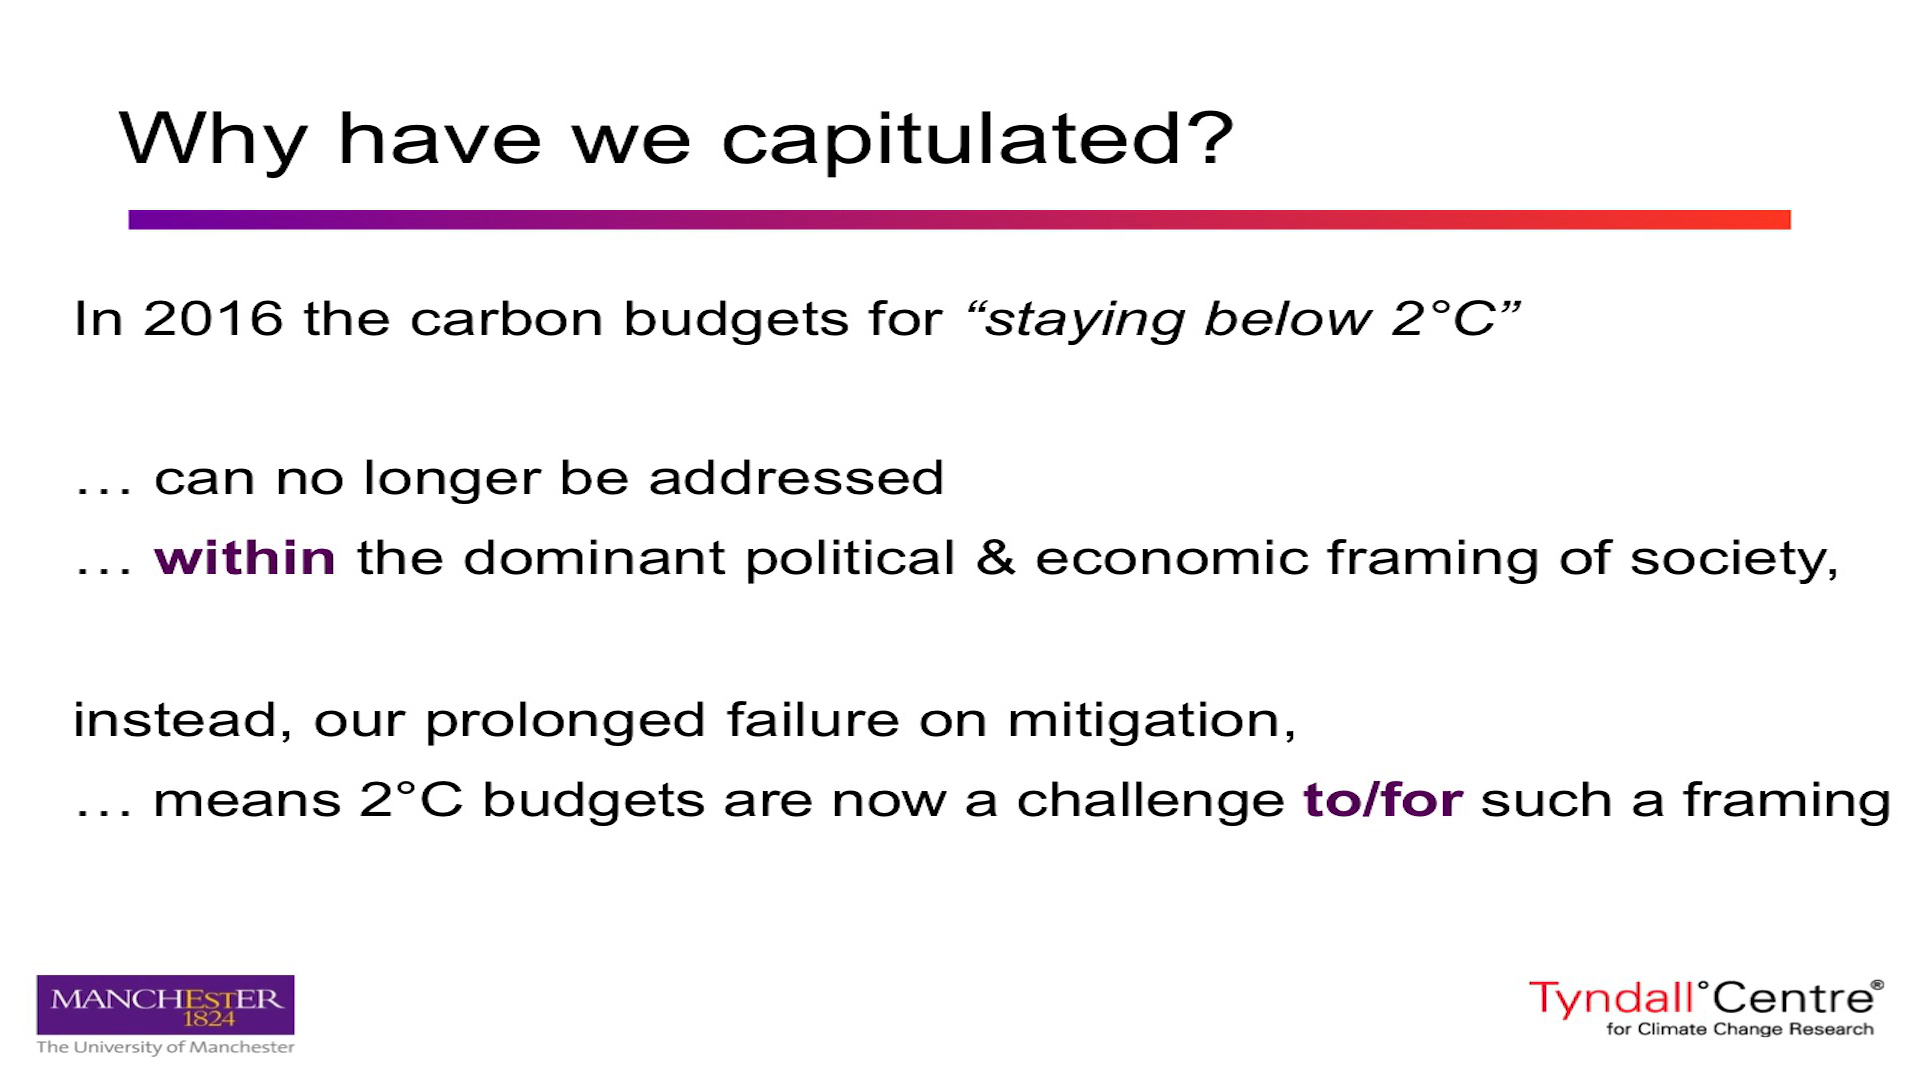 Why have we capitulated?
In 2016 the carbon budgets for “staying below 2°C”
… can no longer be addressed
… within the dominant political & economic framing of society,
instead, our prolonged failure on mitigation,
… means 2°C budgets are now a challenge to/for such a framing
MANCHESTER
1824
The University of Manchester
Tyndall°Centre®
for Climate Change Research